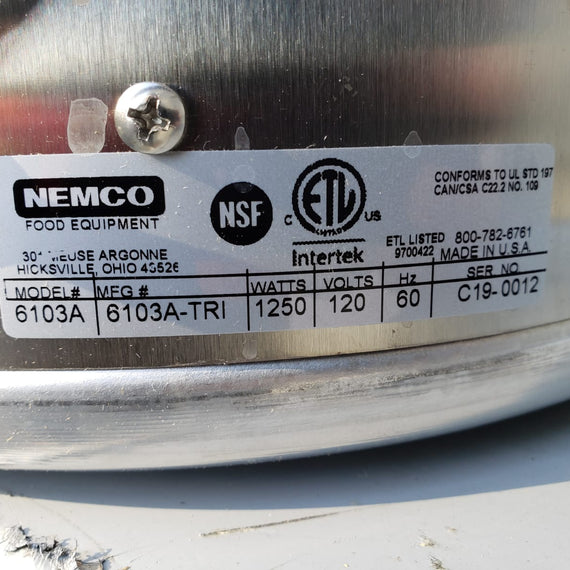 NEMCO
FOOD EQUIPMENT
ARGONNE
HICKSVILLE, OHIO
NSF
C ETL US
LISTED
Intertek
CONFORMS TO UL STD 197
CAN/CSA C22.2 NO. 109
ETL LISTED
9700422
800-782-6761
MADE IN U.S.A.
MODEL# MFG # WATTS VOLTS Hz SER. NO.
6103A 6103A-TRI 1250 120 60 C19-0012